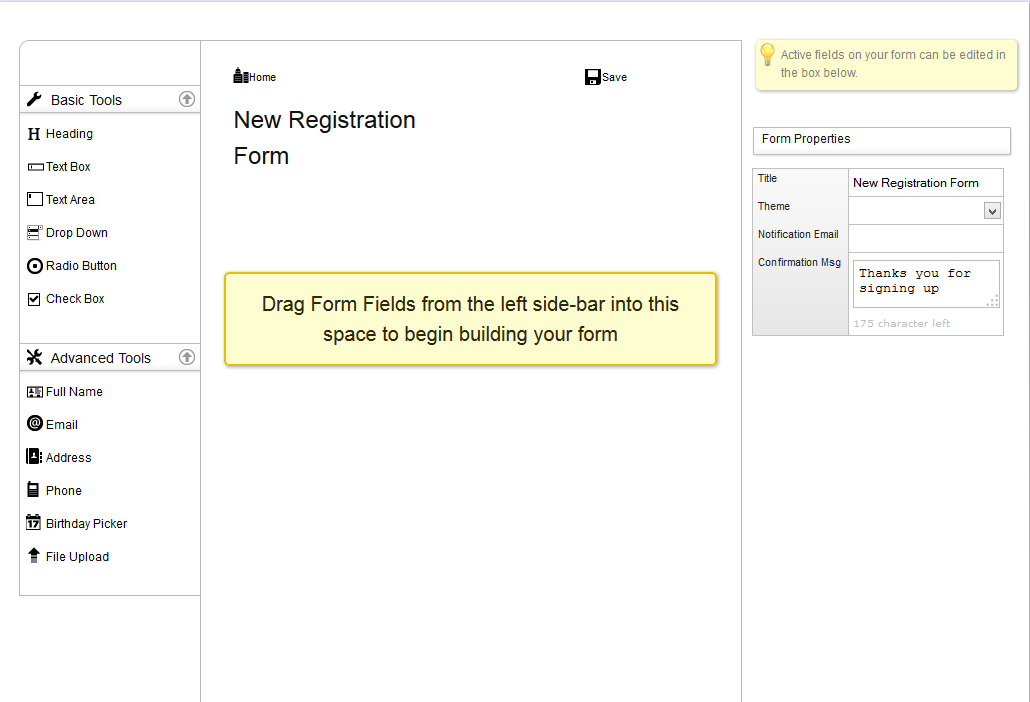 Basic Tools
H Heading
Text Box
Text Area
Drop Down
Radio Button
Check Box
Advanced Tools
Full Name
@ Email
Address
Phone
17 Birthday Picker
File Upload
Home
Save
New Registration
Form
Drag Form Fields from the left side-bar into this
space to begin building your form
Active fields on your form can be edited in
the box below.
Form Properties
Title New Registration Form
Theme
Notification Email
Confirmation Msg Thanks you for
signing up
175 character left